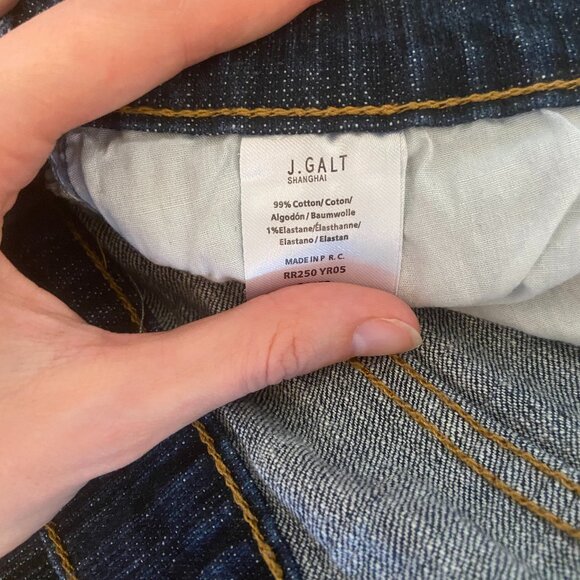 J.GALT
SHANGHAI
99% Cotton/Coton/
Algodón/Baumwolle
1%Elastane/Élasthanne/
Elastano/Elastan
MADE IN P R. C.
RR250 YR05